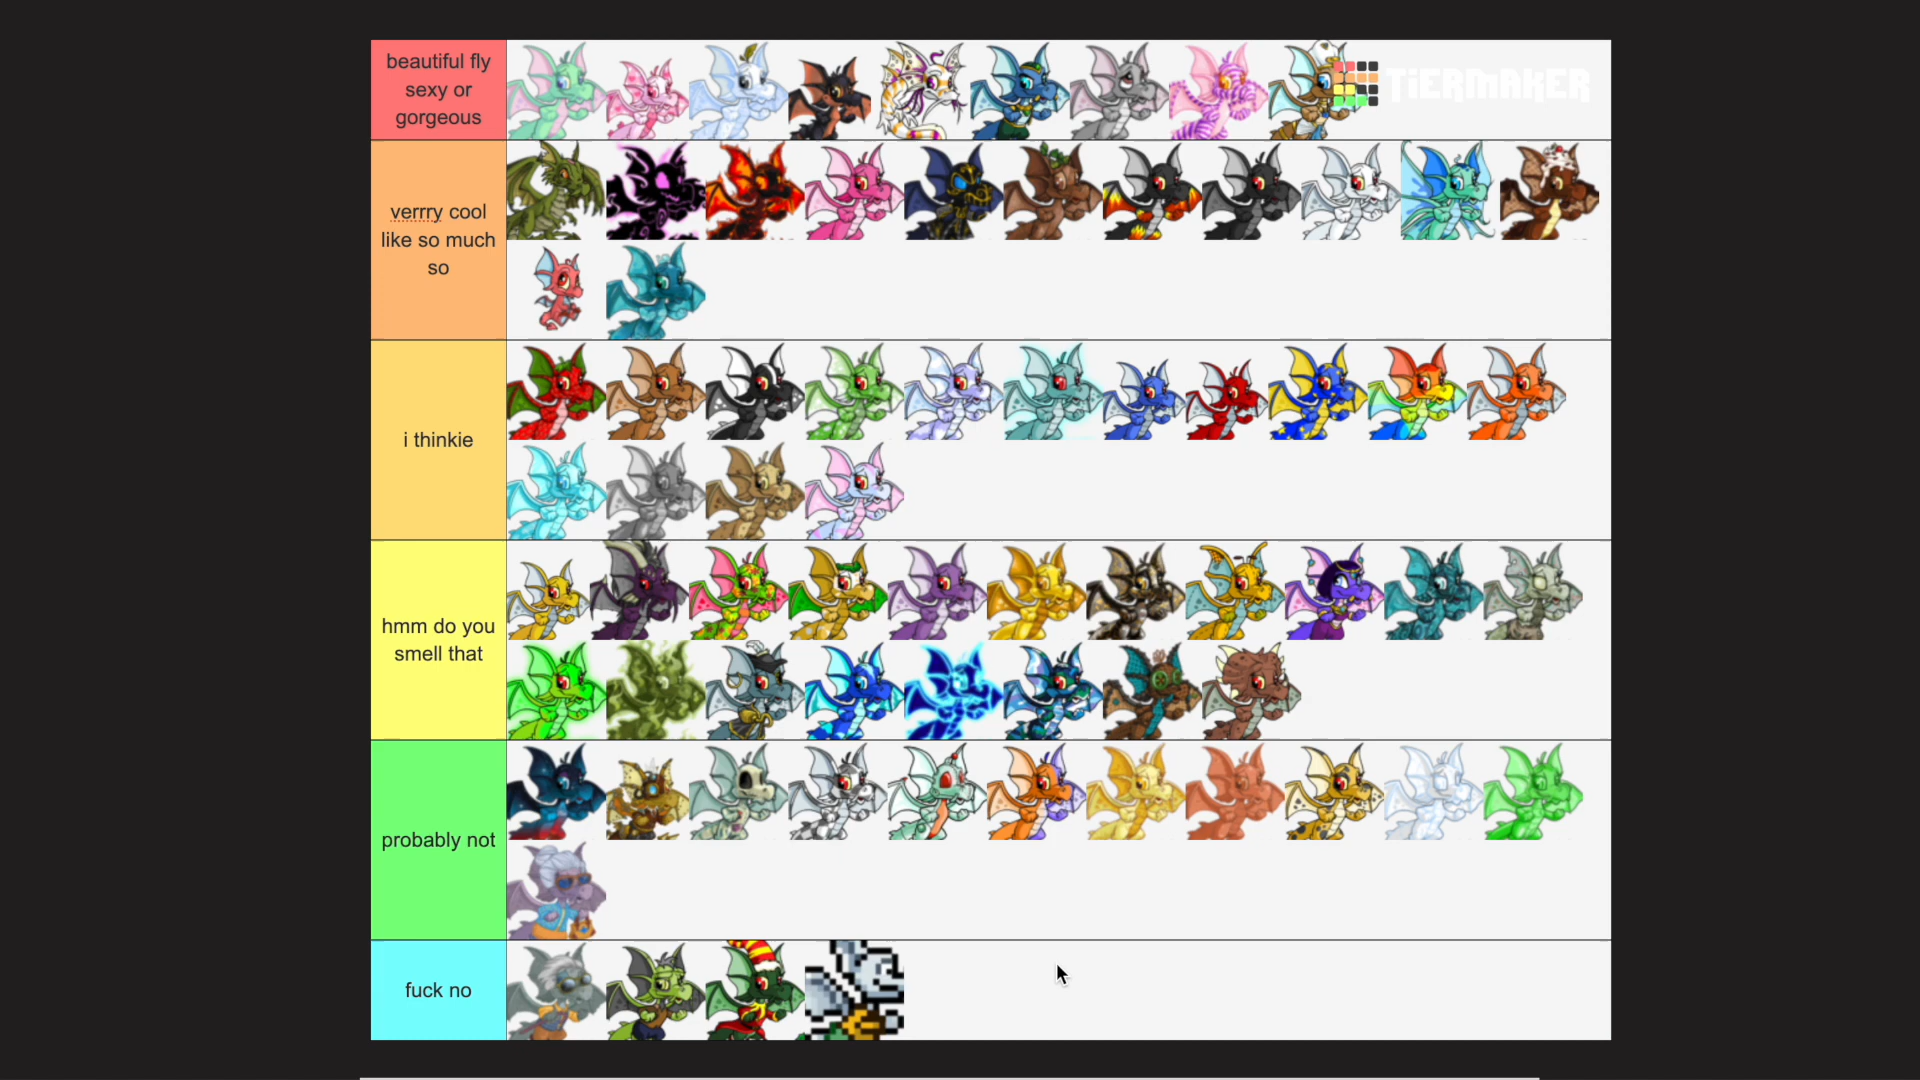 beautiful fly
sexy or
gorgeous
TiERMAKER
verrry cool
like so much
so
i thinkie
hmm do you
smell that
probably not
fuck no